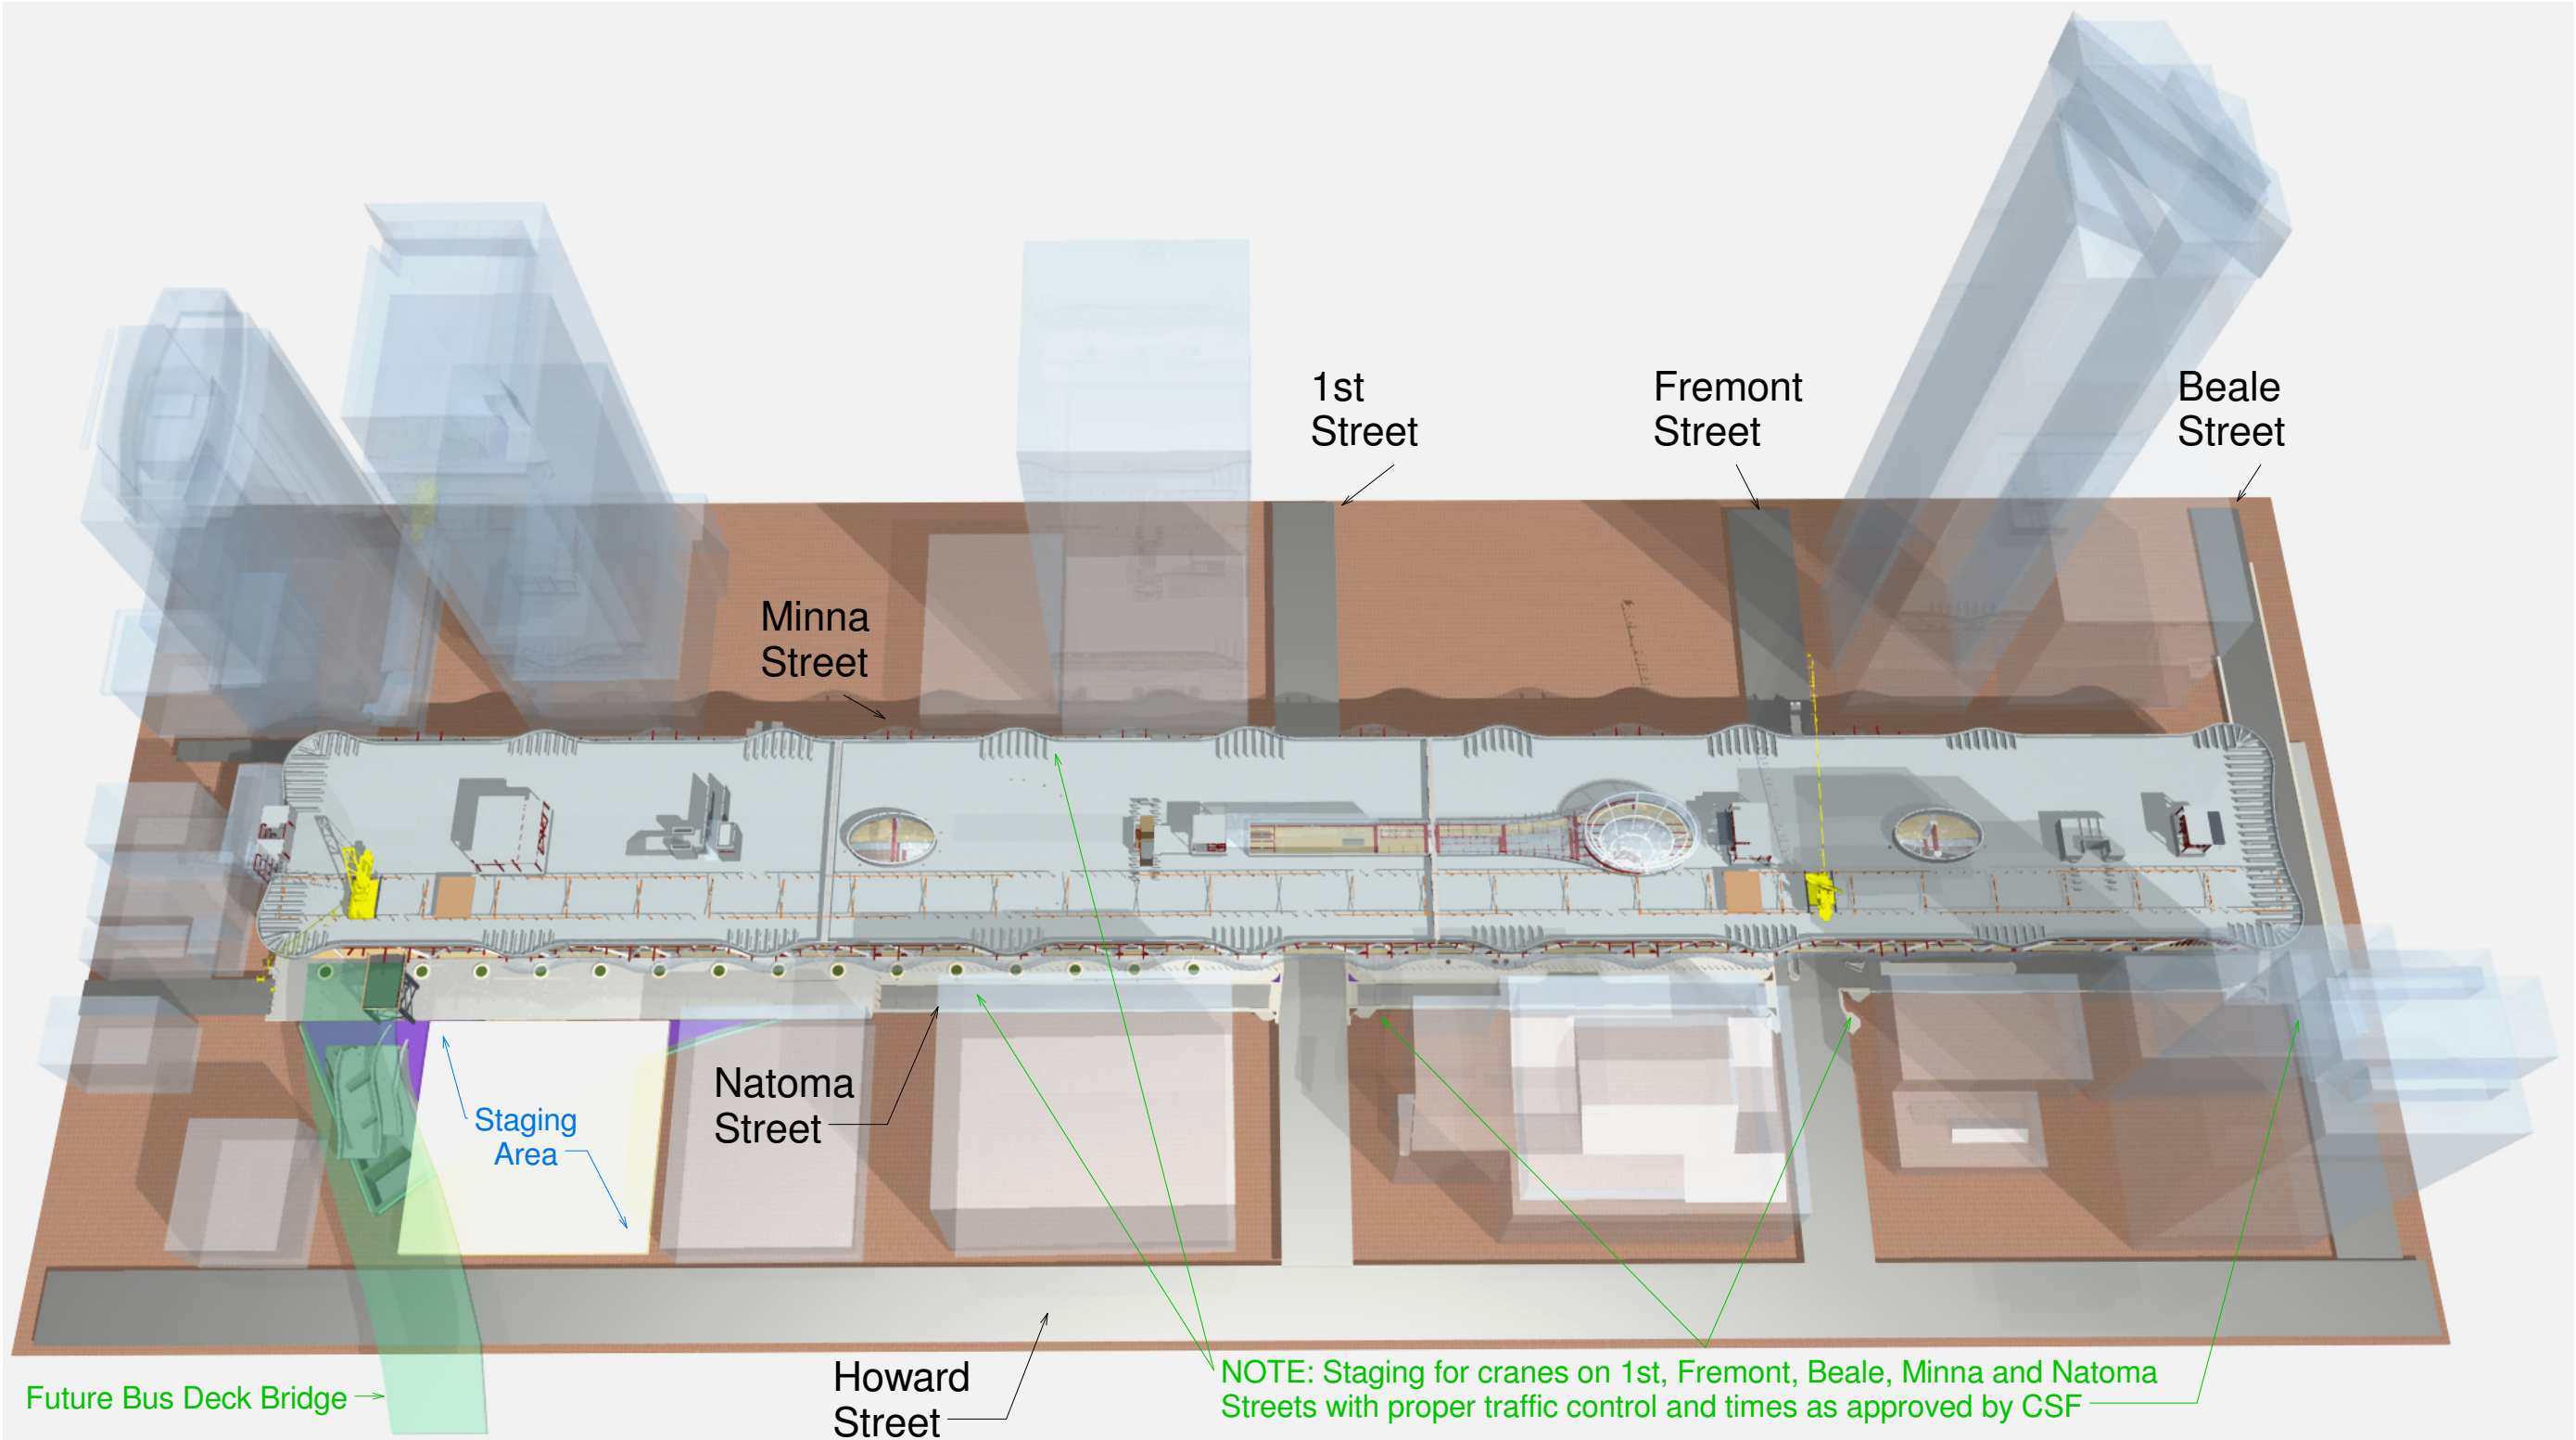 1st
Street
Fremont
Street
Beale
Street
Minna
Street
Natoma
Street
Staging
Area
Howard
Street
Future Bus Deck Bridge
NOTE: Staging for cranes on 1st, Fremont, Beale, Minna and Natoma
Streets with proper traffic control and times as approved by CSF